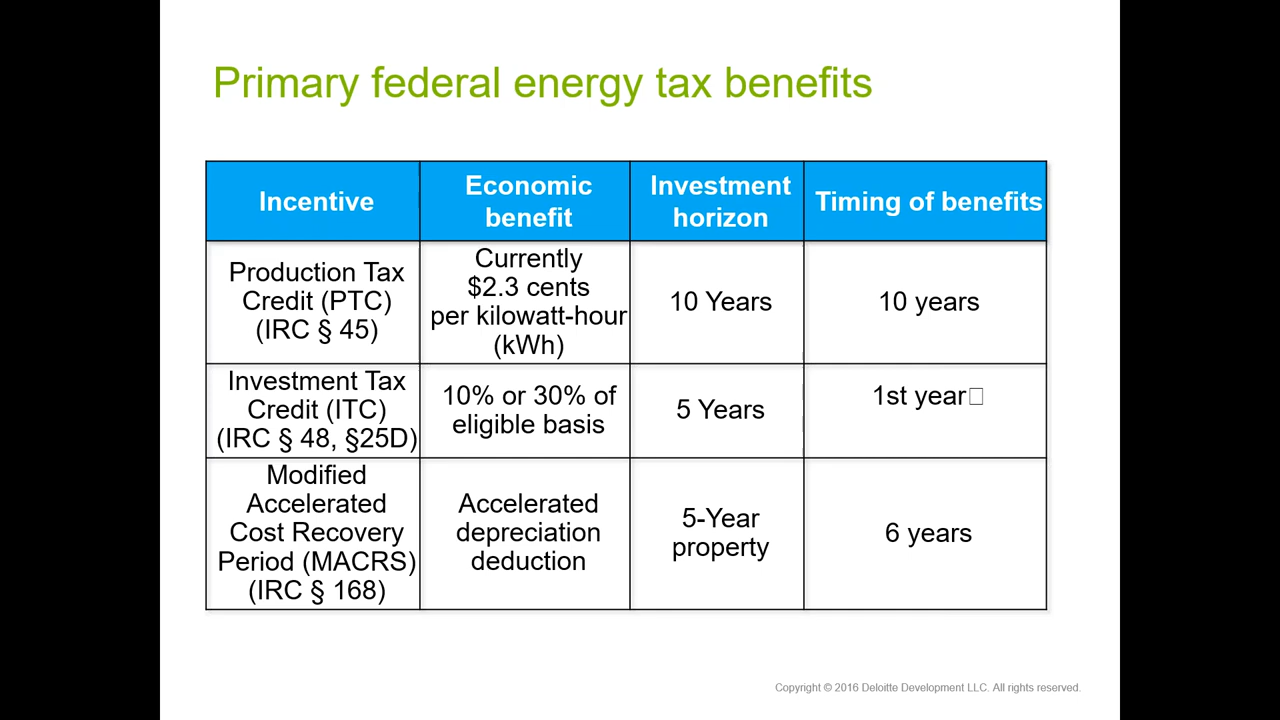 Primary federal energy tax benefits
Incentive
Economic
benefit
Investment
horizon
Timing of benefits
Production Tax
Credit (PTC)
(IRC § 45)
Currently
$2.3 cents
per kilowatt-hour
(kWh)
10 Years
10 years
Investment Tax
Credit (ITC)
(IRC § 48, §25D)
10% or 30% of
eligible basis
5 Years
1st year□
Modified
Accelerated
Cost Recovery
Period (MACRS)
(IRC § 168)
Accelerated
depreciation
deduction
5-Year
property
6 years
Copyright © 2016 Deloitte Development LLC. All rights reserved.